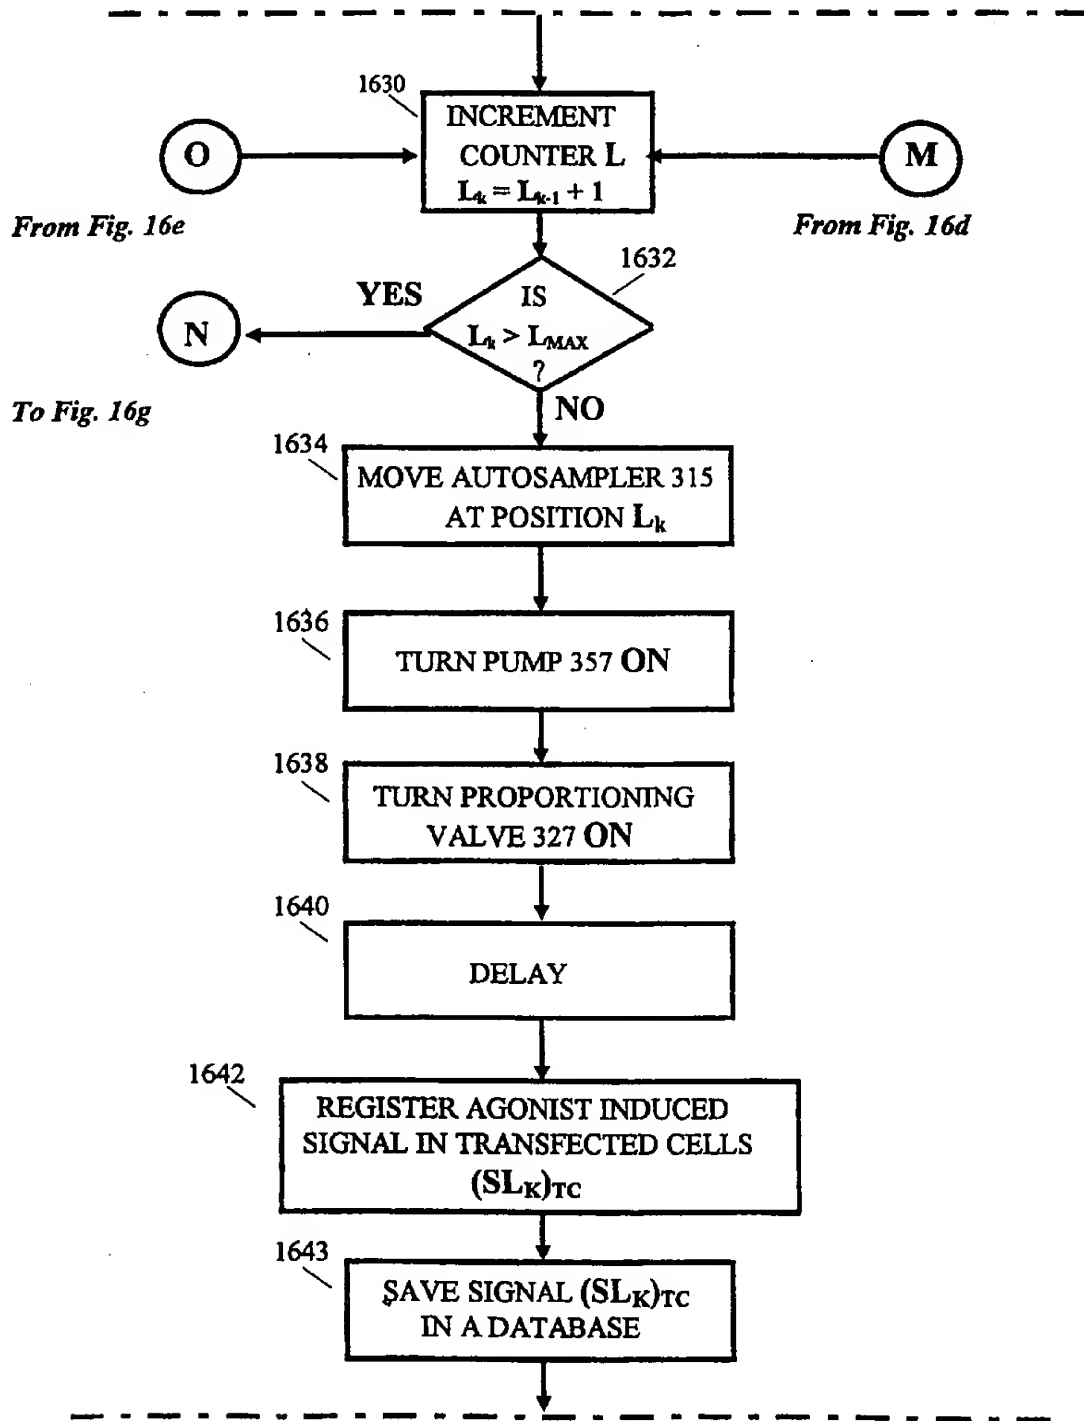 1630
INCREMENT
COUNTER L
Lk = Lk-1 + 1
O
M
From Fig. 16e
From Fig. 16d
1632
YES
IS
Lk > LMAX
?
N
To Fig. 16g
NO
1634
MOVE AUTOSAMPLER 315
AT POSITION Lk
1636
TURN PUMP 357 ON
1638
TURN PROPORTIONING
VALVE 327 ON
1640
DELAY
1642
REGISTER AGONIST INDUCED
SIGNAL IN TRANSFECTED CELLS
(SLK)TC
1643
SAVE SIGNAL (SLK)TC
IN A DATABASE